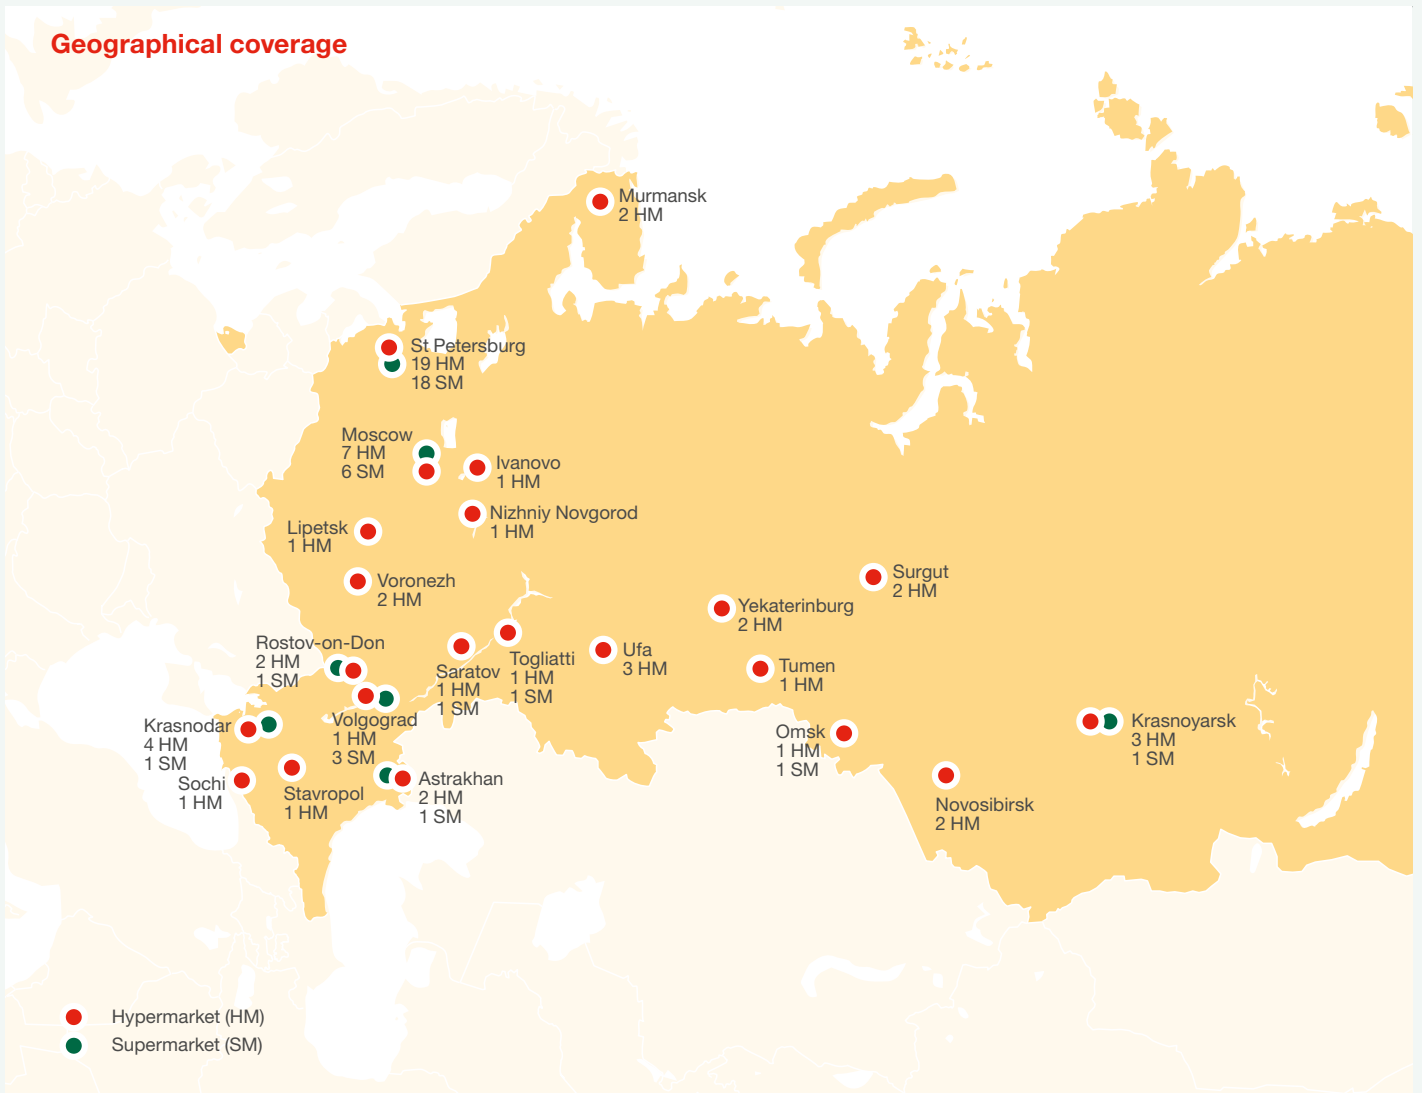 Geographical coverage
Murmansk
2 HM
St Petersburg
19 HM
18 SM
Moscow
7 HM
6 SM
Ivanovo
1 HM
Nizhniy Novgorod
1 HM
Lipetsk
1 HM
Voronezh
2 HM
Surgut
2 HM
Yekaterinburg
2 HM
Rostov-on-Don
2 HM
1 SM
Saratov
1 HM
1 SM
Togliatti
1 HM
1 SM
Ufa
3 HM
Tumen
1 HM
Krasnodar
4 HM
1 SM
Volgograd
1 HM
3 SM
Omsk
1 HM
1 SM
Krasnoyarsk
3 HM
1 SM
Sochi
1 HM
Stavropol
1 HM
Astrakhan
2 HM
1 SM
Novosibirsk
2 HM
Hypermarket (HM)
Supermarket (SM)